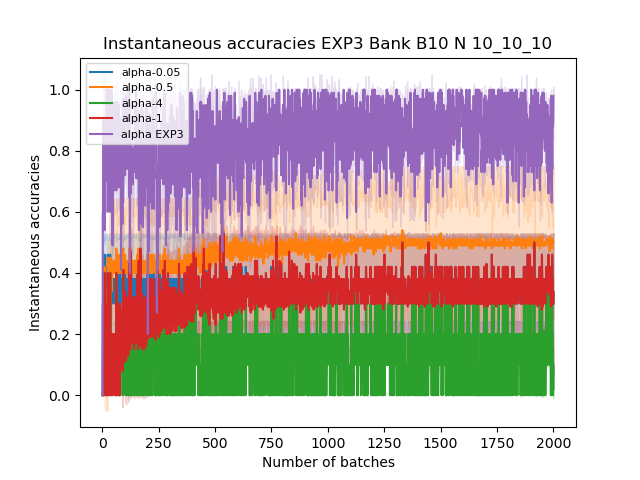 Instantaneous accuracies EXP3 Bank B10 N 10_10_10
alpha-0.05
alpha-0.5
alpha-4
alpha-1
alpha EXP3
Instantaneous accuracies
1.0
0.8
0.6
0.4
0.2
0.0
0 250 500 750 1000 1250 1500 1750 2000
Number of batches